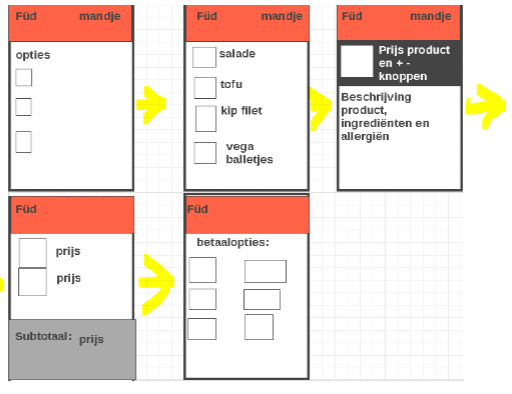 Füd mandje
opties
Füd mandje
salade
tofu
kip filet
vega
balletjes
Füd mandje
Prijs product
en + -
knoppen
Beschrijving
product,
ingrediënten en
allergiën
Füd
prijs
prijs
Subtotaal: prijs
Füd
betaalopties: